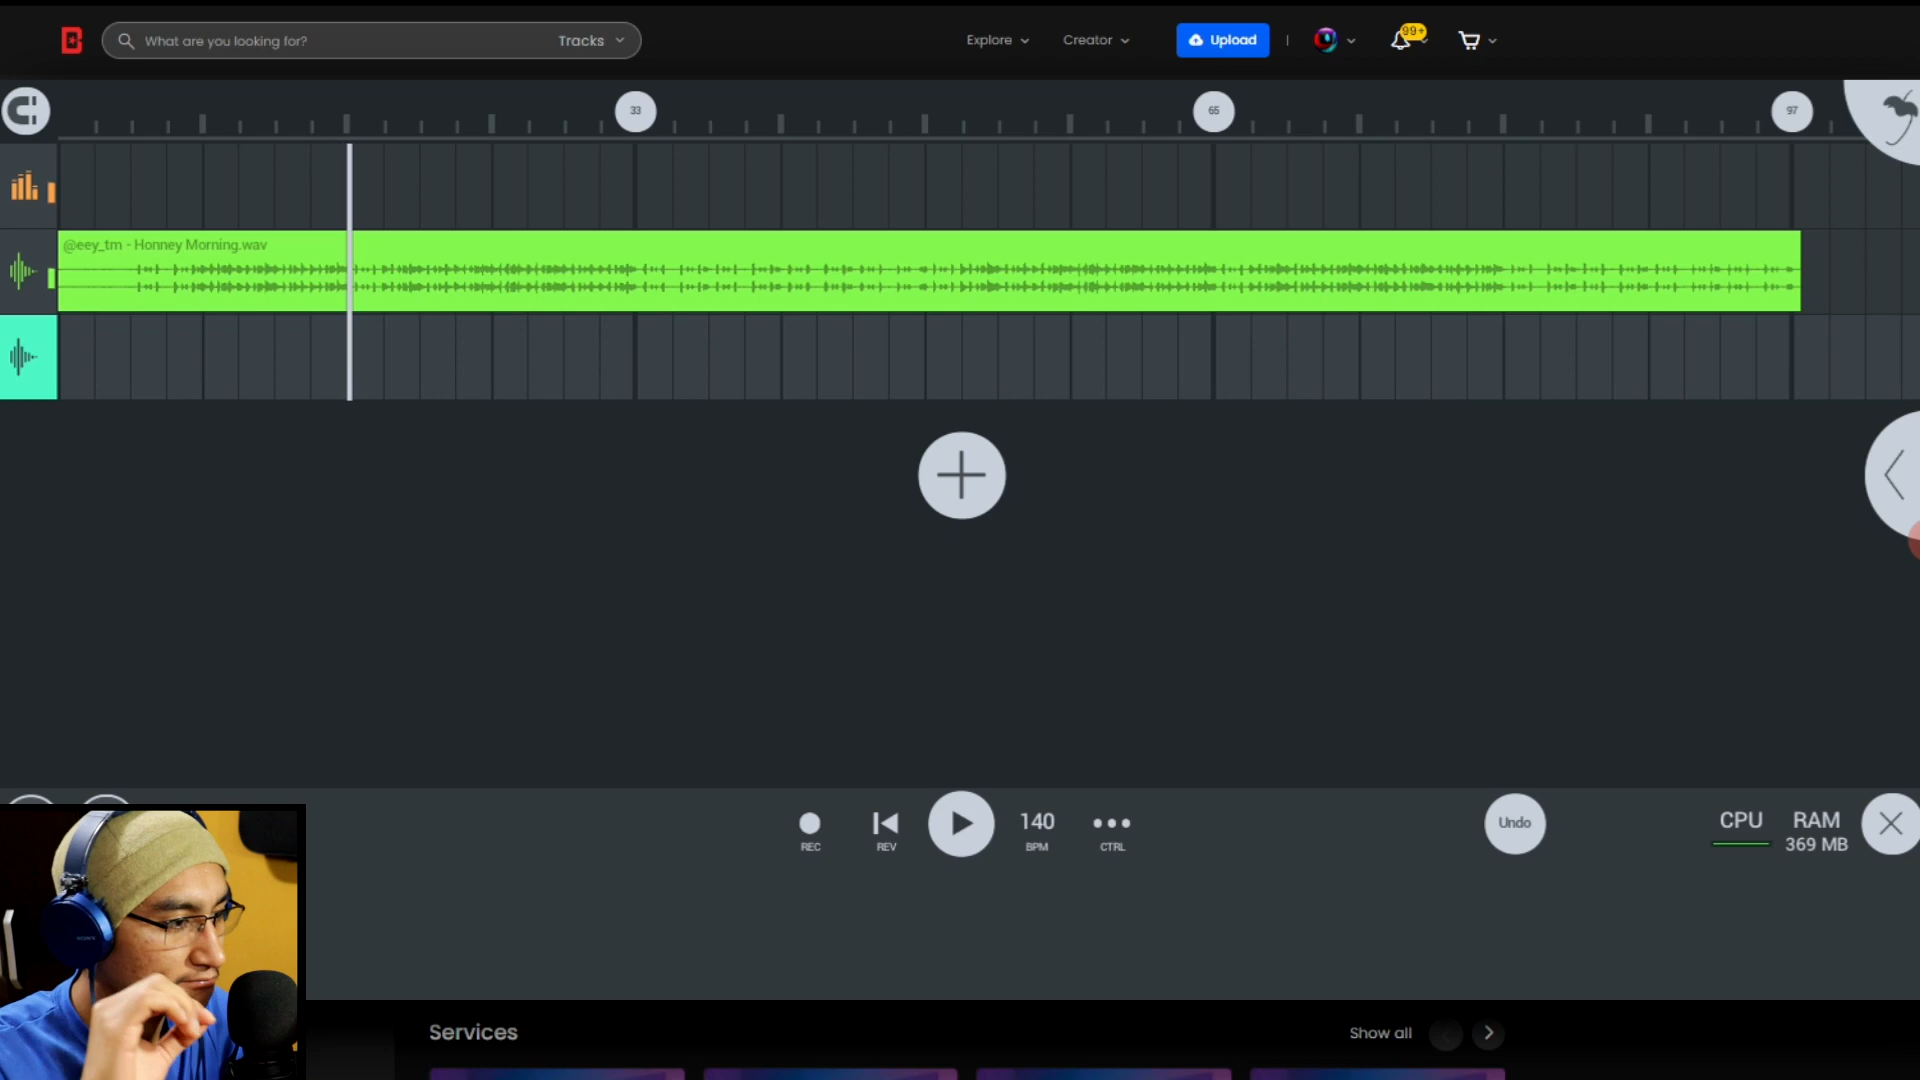 What are you looking for?
Tracks
Explore
Creator
Upload
99+
33
65
97
@eey_tm - Honney Morning.wav
REC
REV
140
BPM
CTRL
Undo
CPU
RAM
369 MB
SONY
Services
Show all